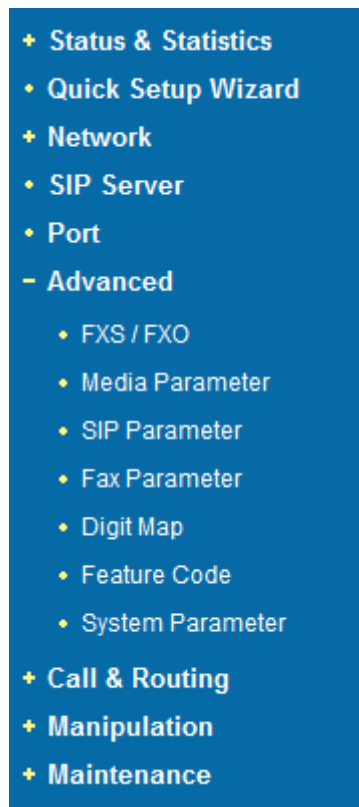 + Status & Statistics
• Quick Setup Wizard
+ Network
• SIP Server
• Port
- Advanced
• FXS / FXO
• Media Parameter
• SIP Parameter
• Fax Parameter
• Digit Map
• Feature Code
• System Parameter
+ Call & Routing
+ Manipulation
+ Maintenance